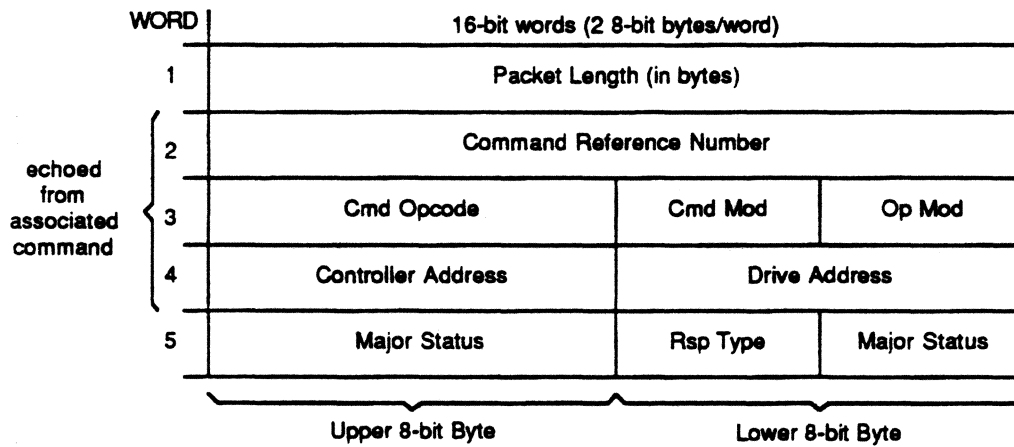 WORD 16-bit words (2 8-bit bytes/word)
1 Packet Length (in bytes)
2 Command Reference Number
echoed
from
associated
command
3 Cmd Opcode Cmd Mod Op Mod
4 Controller Address Drive Address
5 Major Status Rsp Type Major Status
Upper 8-bit Byte Lower 8-bit Byte